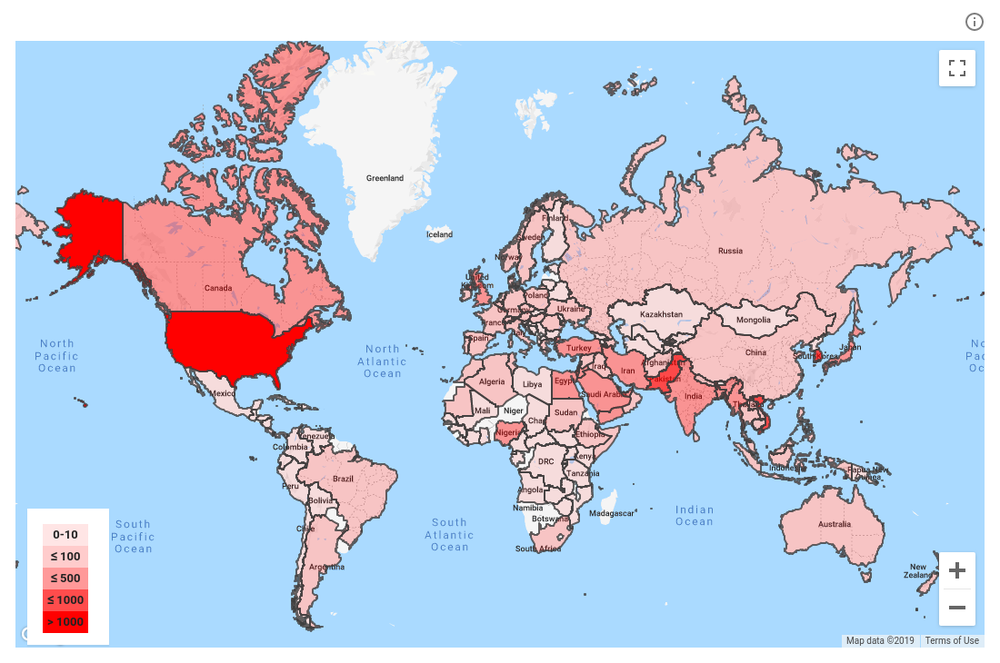 Greenland
Iceland
Finland
Sweden
Norway
Russia
United
Kingdom
Canada
Poland
Germany
Ukraine
France
Kazakhstan
Mongolia
Spain
Italy
Turkey
North
Pacific
Ocean
North
Atlantic
Ocean
South Korea
Japan
China
Afghanistan
Iraq
Iran
Pakistan
Algeria
Libya
Egypt
Saudi Arabia
India
Mexico
Mali
Niger
Chad
Sudan
Thailand
Nigeria
Ethiopia
Venezuela
Colombia
Kenya
DRC
Indonesia
Papua New
Guinea
Tanzania
Brazil
Peru
Angola
Bolivia
Namibia
Botswana
Madagascar
Indian
Ocean
Australia
South
Pacific
Ocean
South
Atlantic
Ocean
Chile
South Africa
Argentina
New
Zealand
0-10
≤ 100
≤ 500
≤ 1000
> 1000
+
−
Map data ©2019
Terms of Use